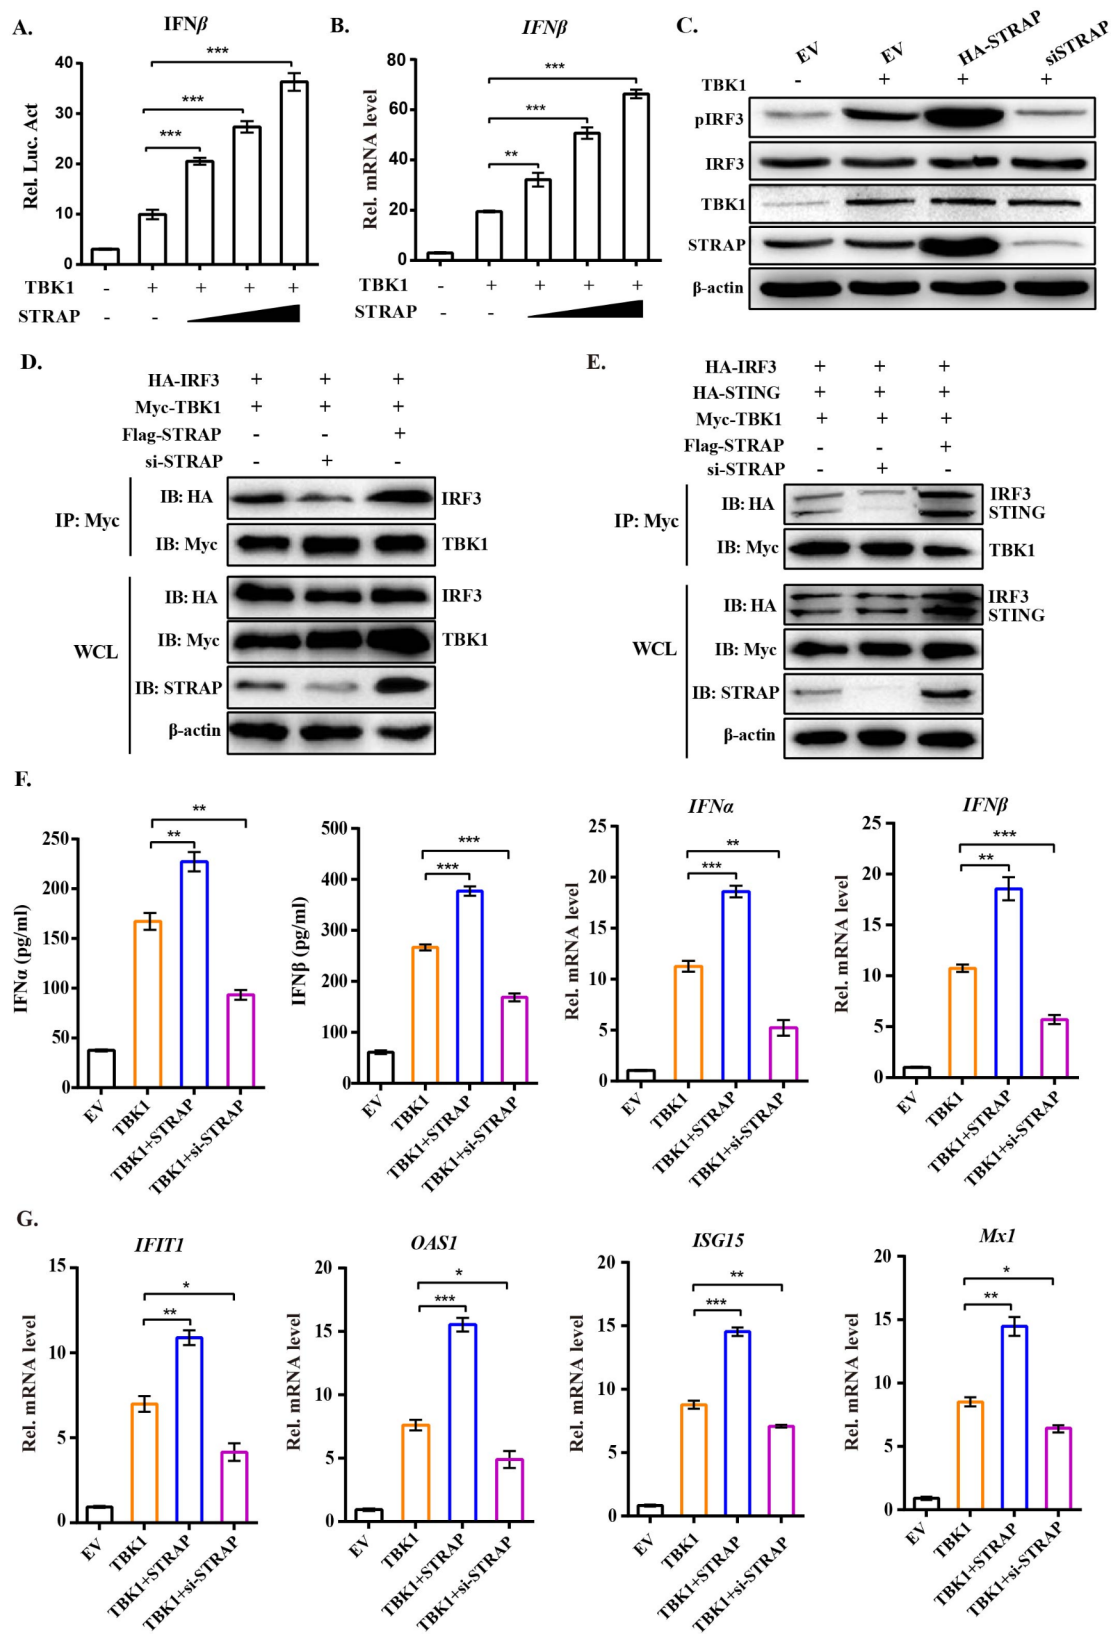 A.
IFNβ
***
***
***
Rel. Luc. Act
40
30
20
10
0
TBK1 - + + + +
STRAP - -
B.
IFNβ
***
***
**
Rel. mRNA level
80
60
40
20
0
TBK1 - + + + +
STRAP - -
C.
EV EV HA-STRAP siSTRAP
TBK1 - + + +
pIRF3
IRF3
TBK1
STRAP
β-actin
D.
HA-IRF3 + + +
Myc-TBK1 + + +
Flag-STRAP - - +
si-STRAP - + -
IP: Myc
IB: HA IRF3
IB: Myc TBK1
WCL
IB: HA IRF3
IB: Myc TBK1
IB: STRAP
β-actin
E.
HA-IRF3 + + +
HA-STING + + +
Myc-TBK1 + + +
Flag-STRAP - - +
si-STRAP - + -
IP: Myc
IB: HA IRF3
STING
IB: Myc TBK1
WCL
IB: HA IRF3
STING
IB: Myc
IB: STRAP
β-actin
F.
**
**
IFNα (pg/ml)
250
200
150
100
50
0
EV TBK1 TBK1+STRAP TBK1+si-STRAP
***
***
IFNβ (pg/ml)
500
400
300
200
100
0
EV TBK1 TBK1+STRAP TBK1+si-STRAP
IFNα
**
***
Rel. mRNA level
25
20
15
10
5
0
EV TBK1 TBK1+STRAP TBK1+si-STRAP
IFNβ
***
**
Rel. mRNA level
25
20
15
10
5
0
EV TBK1 TBK1+STRAP TBK1+si-STRAP
G.
IFIT1
*
**
Rel. mRNA level
15
10
5
0
EV TBK1 TBK1+STRAP TBK1+si-STRAP
OAS1
*
***
Rel. mRNA level
20
15
10
5
0
EV TBK1 TBK1+STRAP TBK1+si-STRAP
ISG15
**
***
Rel. mRNA level
20
15
10
5
0
EV TBK1 TBK1+STRAP TBK1+si-STRAP
Mx1
*
**
Rel. mRNA level
20
15
10
5
0
EV TBK1 TBK1+STRAP TBK1+si-STRAP